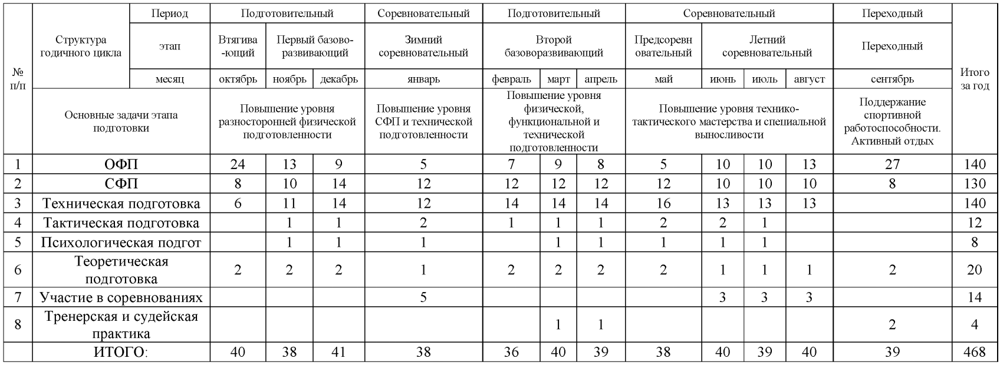 № п/п
Структура годичного цикла
Период
Подготовительный
Соревновательный
Подготовительный
Соревновательный
Переходный
Итого за год
этап
Втягива
-ющий
Первый базово-
развивающий
Зимний
соревновательный
Второй
базоворазвивающий
Предсоревн
овательный
Летний
соревновательный
Переходный
месяц
октябрь ноябрь декабрь январь февраль март апрель май июнь июль август сентябрь
Основные задачи этапа
подготовки
Повышение уровня
разносторонней физической
подготовленности
Повышение уровня
СФП и технической
подготовленности
Повышение уровня
физической,
функциональной и
технической
подготовленности
Повышение уровня технико-
тактического мастерства и специальной
выносливости
Поддержание
спортивной
работоспособности.
Активный отдых
1 ОФП 24 13 9 5 7 9 8 5 10 10 13 27 140
2 СФП 8 10 14 12 12 12 12 12 10 10 10 8 130
3 Техническая подготовка 6 11 14 12 14 14 14 16 13 13 13 140
4 Тактическая подготовка 1 1 2 1 1 1 2 2 1 12
5 Психологическая подгот 1 1 1 1 1 1 1 1 8
6 Теоретическая
подготовка 2 2 2 1 2 2 2 2 1 1 1 2 20
7 Участие в соревнованиях 5 3 3 3 14
8 Тренерская и судейская
практика 1 1 2 4
ИТОГО: 40 38 41 38 36 40 39 38 40 39 40 39 468